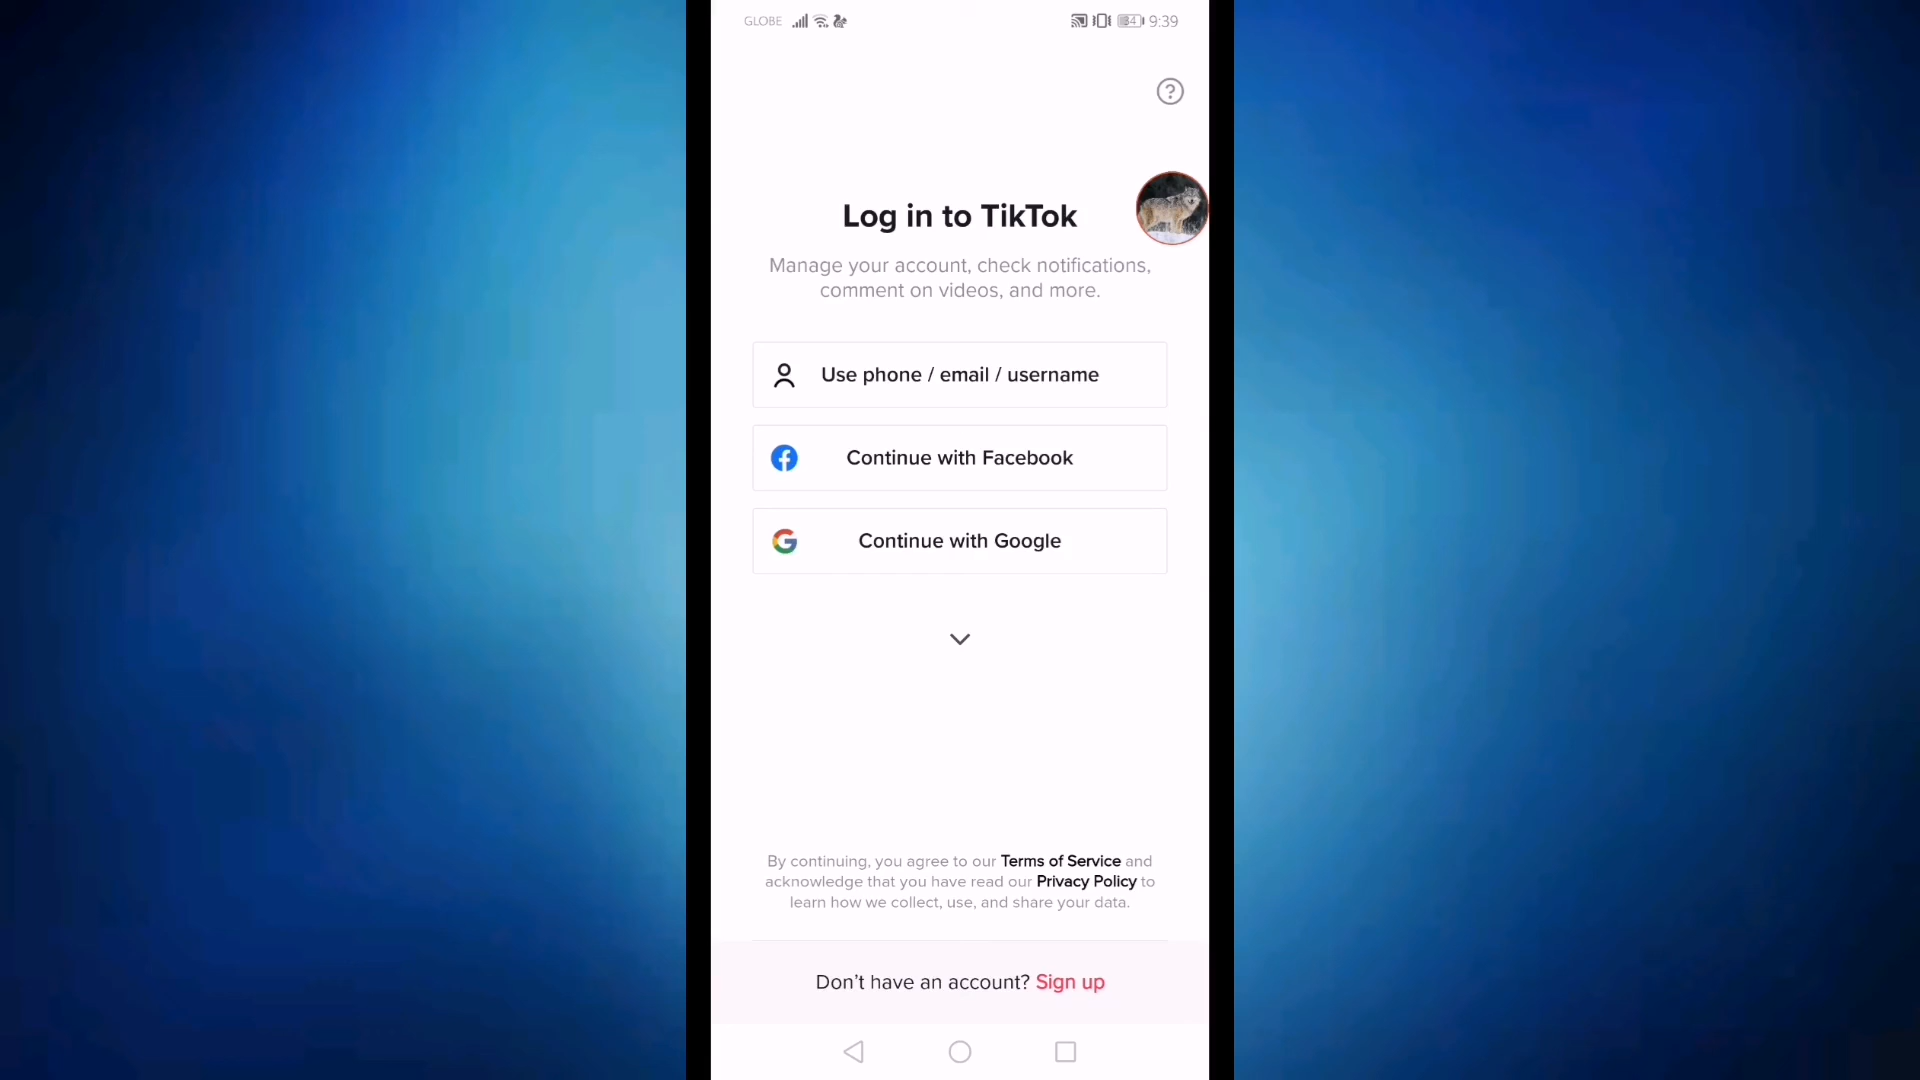 GLOBE 84 9:39
Log in to TikTok
Manage your account, check notifications,
comment on videos, and more.
Use phone / email / username
Continue with Facebook
Continue with Google
By continuing, you agree to our Terms of Service and
acknowledge that you have read our Privacy Policy to
learn how we collect, use, and share your data.
Don’t have an account? Sign up